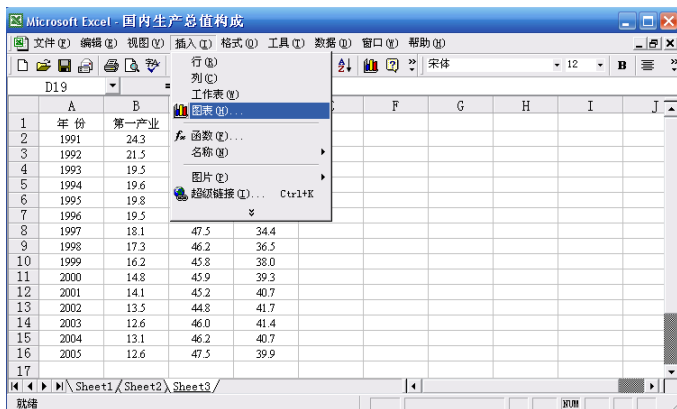 Microsoft Excel - 国内生产总值构成
文件(F) 编辑(E) 视图(V) 插入(I) 格式(O) 工具(T) 数据(D) 窗口(W) 帮助(H)
宋体 12 B
D19 =
行(R)
列(C)
工作表(W)
图表(H)...
函数(F)...
名称(N)
图片(P)
超级链接(I)... Ctrl+K
A B F G H I J
1 年 份 第一产业
2 1991 24.3
3 1992 21.5
4 1993 19.5
5 1994 19.6
6 1995 19.8
7 1996 19.5
8 1997 18.1 47.5 34.4
9 1998 17.3 46.2 36.5
10 1999 16.2 45.8 38.0
11 2000 14.8 45.9 39.3
12 2001 14.1 45.2 40.7
13 2002 13.5 44.8 41.7
14 2003 12.6 46.0 41.4
15 2004 13.1 46.2 40.7
16 2005 12.6 47.5 39.9
17
Sheet1 Sheet2 Sheet3
就绪 NUM